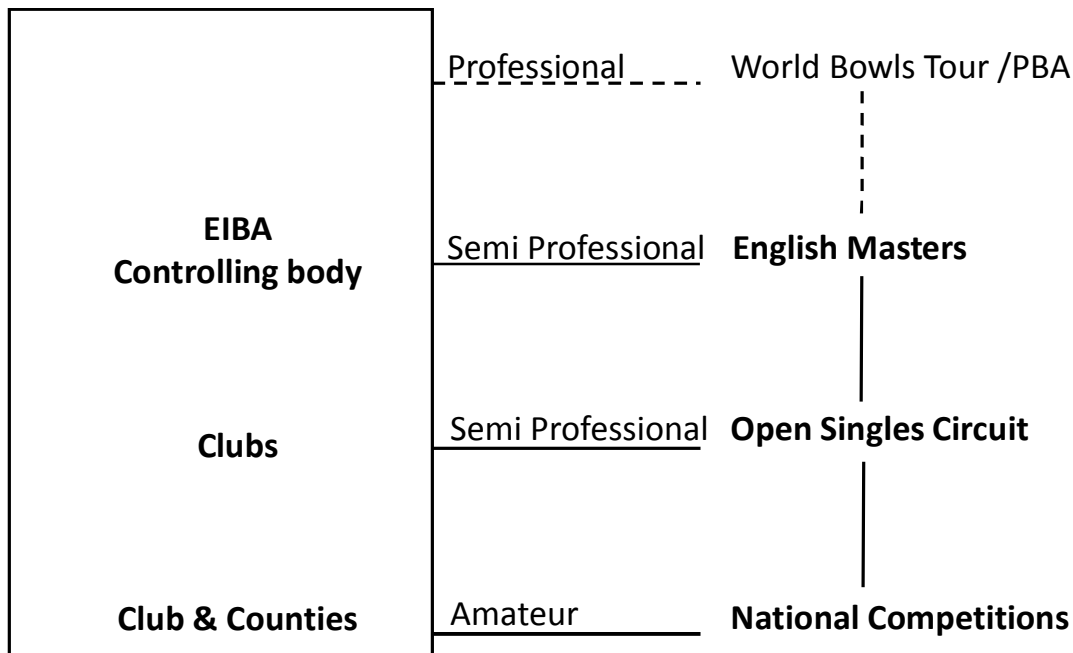 Professional World Bowls Tour /PBA
EIBA
Controlling body
Semi Professional English Masters
Clubs
Semi Professional Open Singles Circuit
Club & Counties
Amateur National Competitions